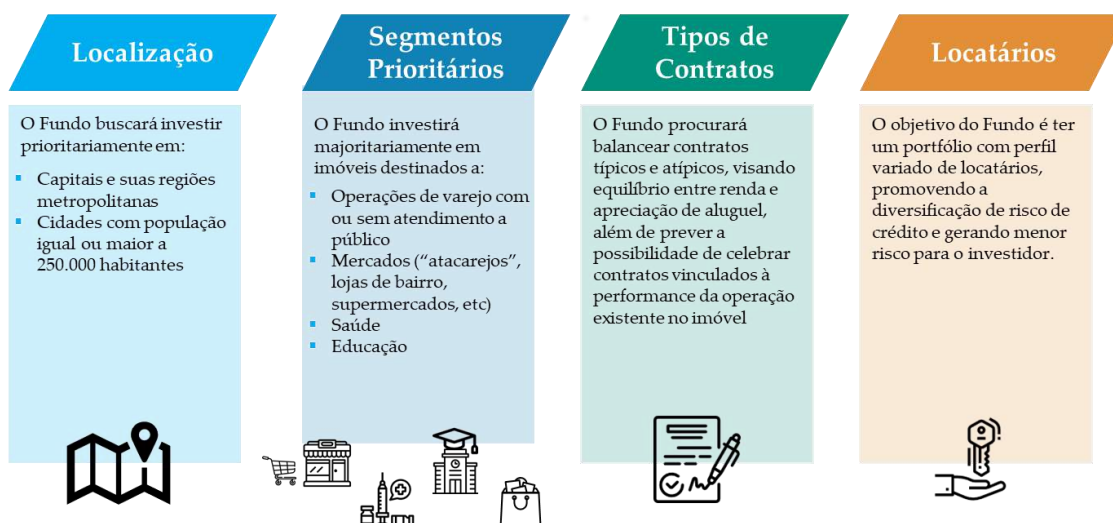 Localização
O Fundo buscará investir
prioritariamente em:
▪ Capitais e suas regiões
metropolitanas
▪ Cidades com população
igual ou maior a
250.000 habitantes
Segmentos
Prioritários
O Fundo investirá
majoritariamente em
imóveis destinados a:
▪ Operações de varejo com
ou sem atendimento a
público
▪ Mercados (“atacarejos”,
lojas de bairro,
supermercados, etc)
▪ Saúde
▪ Educação
Tipos de
Contratos
O Fundo procurará
balancear contratos
típicos e atípicos, visando
equilíbrio entre renda e
apreciação de aluguel,
além de prever a
possibilidade de celebrar
contratos vinculados à
performance da operação
existente no imóvel
Locatários
O objetivo do Fundo é ter
um portfólio com perfil
variado de locatários,
promovendo a
diversificação de risco de
crédito e gerando menor
risco para o investidor.